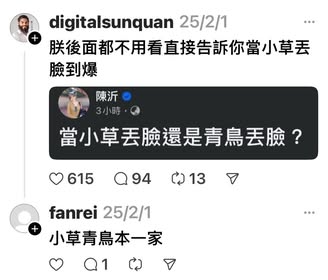 digitalsunquan 25/2/1
朕後面都不用看直接告訴你當小草丟
臉到爆
陳沂
3小時·
當小草丟臉還是青鳥丟臉？
615 94 13
fanrei 25/2/1
小草青鳥本一家
1